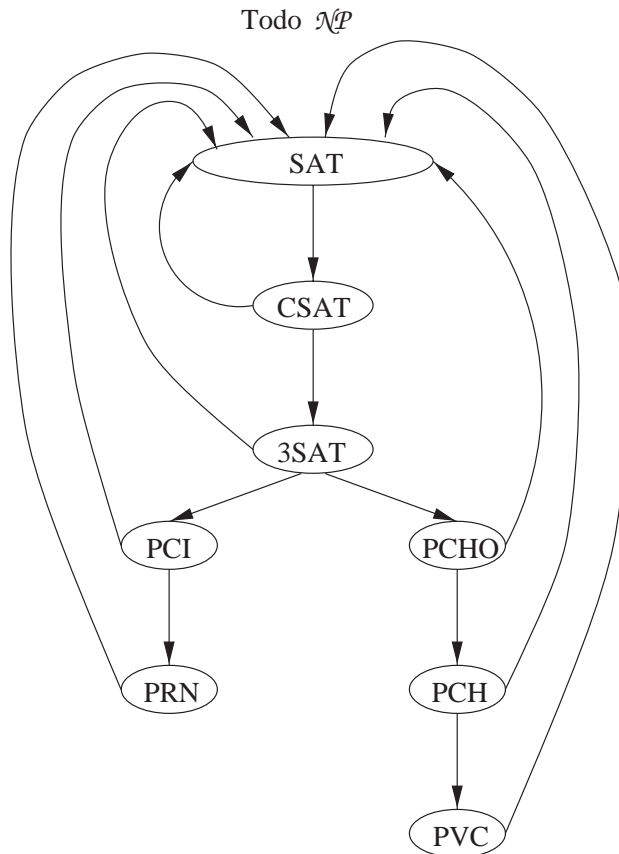 Todo NP
SAT
CSAT
3SAT
PCI PCHO
PRN PCH
PVC